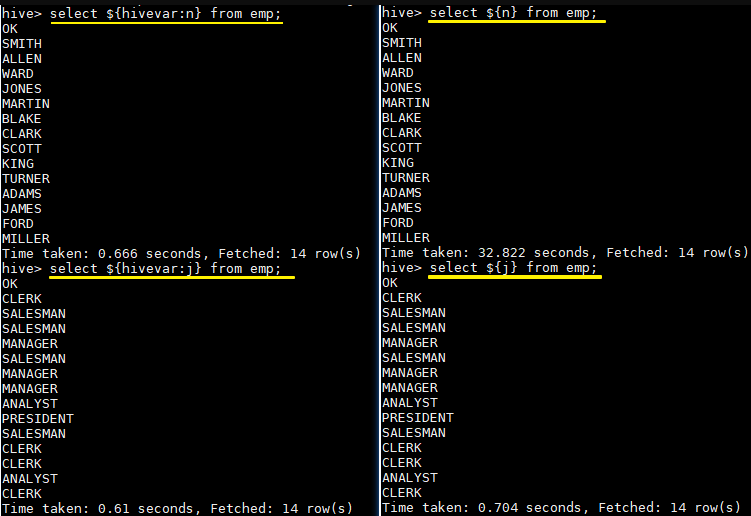 hive> select ${hivevar:n} from emp;
OK
SMITH
ALLEN
WARD
JONES
MARTIN
BLAKE
CLARK
SCOTT
KING
TURNER
ADAMS
JAMES
FORD
MILLER
Time taken: 0.666 seconds, Fetched: 14 row(s)
hive> select ${hivevar:j} from emp;
OK
CLERK
SALESMAN
SALESMAN
MANAGER
SALESMAN
MANAGER
MANAGER
ANALYST
PRESIDENT
SALESMAN
CLERK
CLERK
ANALYST
CLERK
Time taken: 0.61 seconds, Fetched: 14 row(s)
hive> select ${n} from emp;
OK
SMITH
ALLEN
WARD
JONES
MARTIN
BLAKE
CLARK
SCOTT
KING
TURNER
ADAMS
JAMES
FORD
MILLER
Time taken: 32.822 seconds, Fetched: 14 row(s)
hive> select ${j} from emp;
OK
CLERK
SALESMAN
SALESMAN
MANAGER
SALESMAN
MANAGER
MANAGER
ANALYST
PRESIDENT
SALESMAN
CLERK
CLERK
ANALYST
CLERK
Time taken: 0.704 seconds, Fetched: 14 row(s)